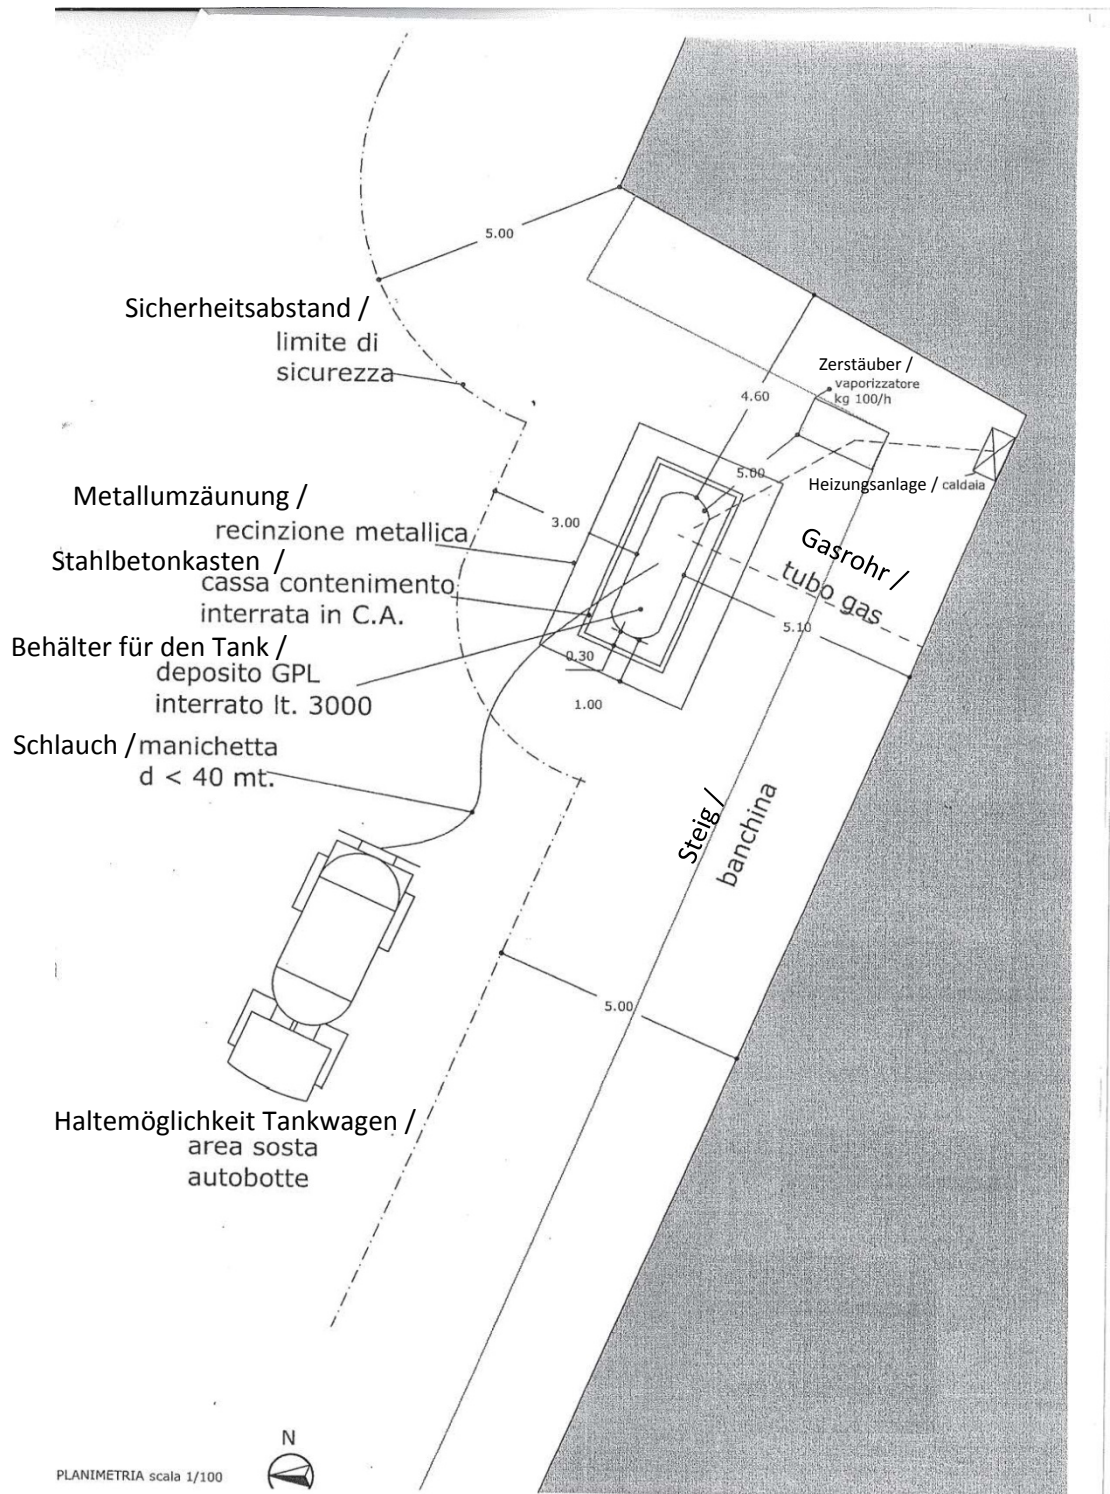 5.00
Sicherheitsabstand /
limite di
sicurezza
Zerstäuber /
vaporizzatore
kg 100/h
4.60
5.00
Heizungsanlage / caldaia
Metallumzäunung /
recinzione metallica
3.00
Stahlbetonkasten /
cassa contenimento
interrata in C.A.
Gasrohr /
tubo gas
5.10
Behälter für den Tank /
deposito GPL
interrato lt. 3000
0.30
1.00
Schlauch / manichetta
d < 40 mt.
Steig /
banchina
5.00
Haltemöglichkeit Tankwagen /
area sosta
autobotte
N
PLANIMETRIA scala 1/100